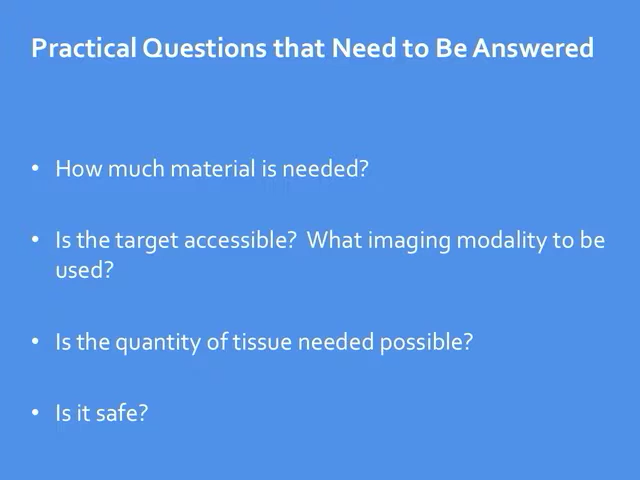 Practical Questions that Need to Be Answered
• How much material is needed?
• Is the target accessible?  What imaging modality to be
used?
• Is the quantity of tissue needed possible?
• Is it safe?